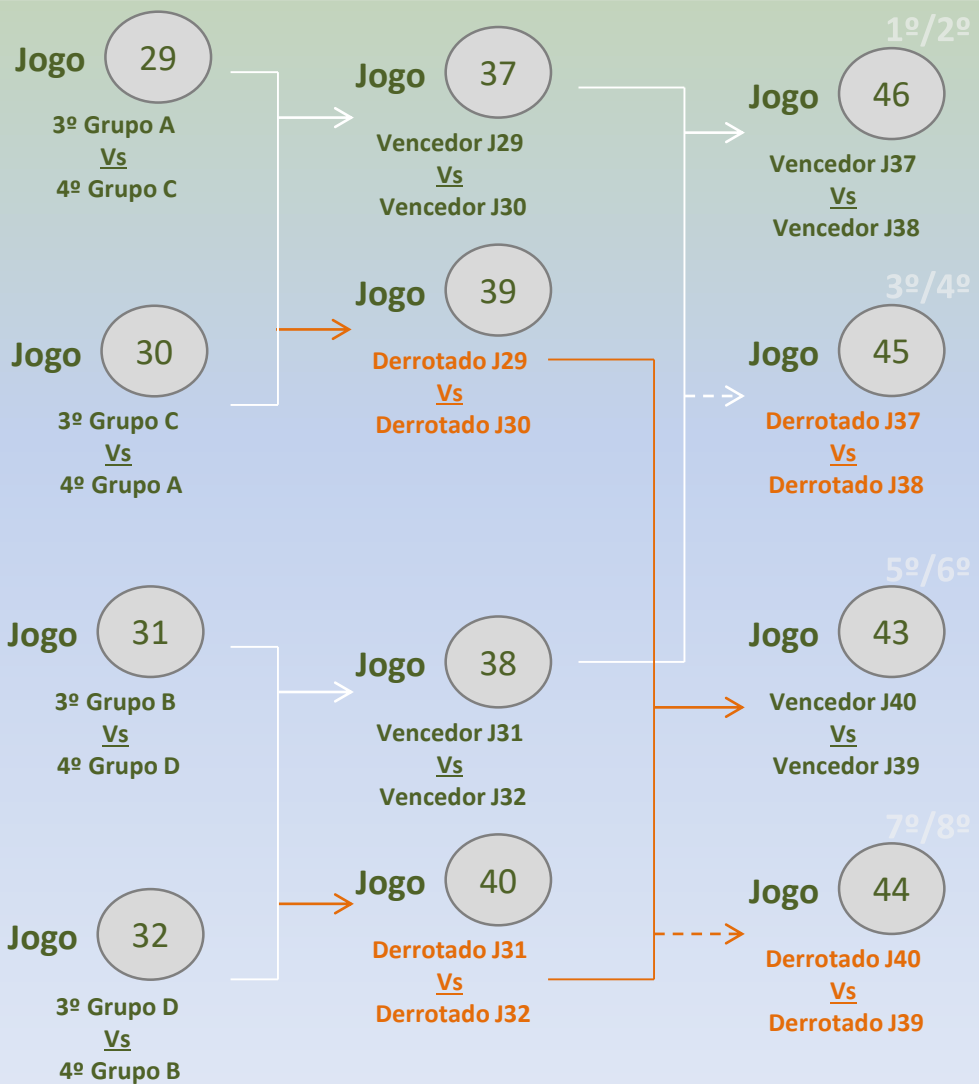 Jogo 29
3º Grupo A
Vs
4º Grupo C
Jogo 30
3º Grupo C
Vs
4º Grupo A
Jogo 31
3º Grupo B
Vs
4º Grupo D
Jogo 32
3º Grupo D
Vs
4º Grupo B
Jogo 37
Vencedor J29
Vs
Vencedor J30
Jogo 39
Derrotado J29
Vs
Derrotado J30
Jogo 38
Vencedor J31
Vs
Vencedor J32
Jogo 40
Derrotado J31
Vs
Derrotado J32
1º/2º
Jogo 46
Vencedor J37
Vs
Vencedor J38
3º/4º
Jogo 45
Derrotado J37
Vs
Derrotado J38
5º/6º
Jogo 43
Vencedor J40
Vs
Vencedor J39
7º/8º
Jogo 44
Derrotado J40
Vs
Derrotado J39